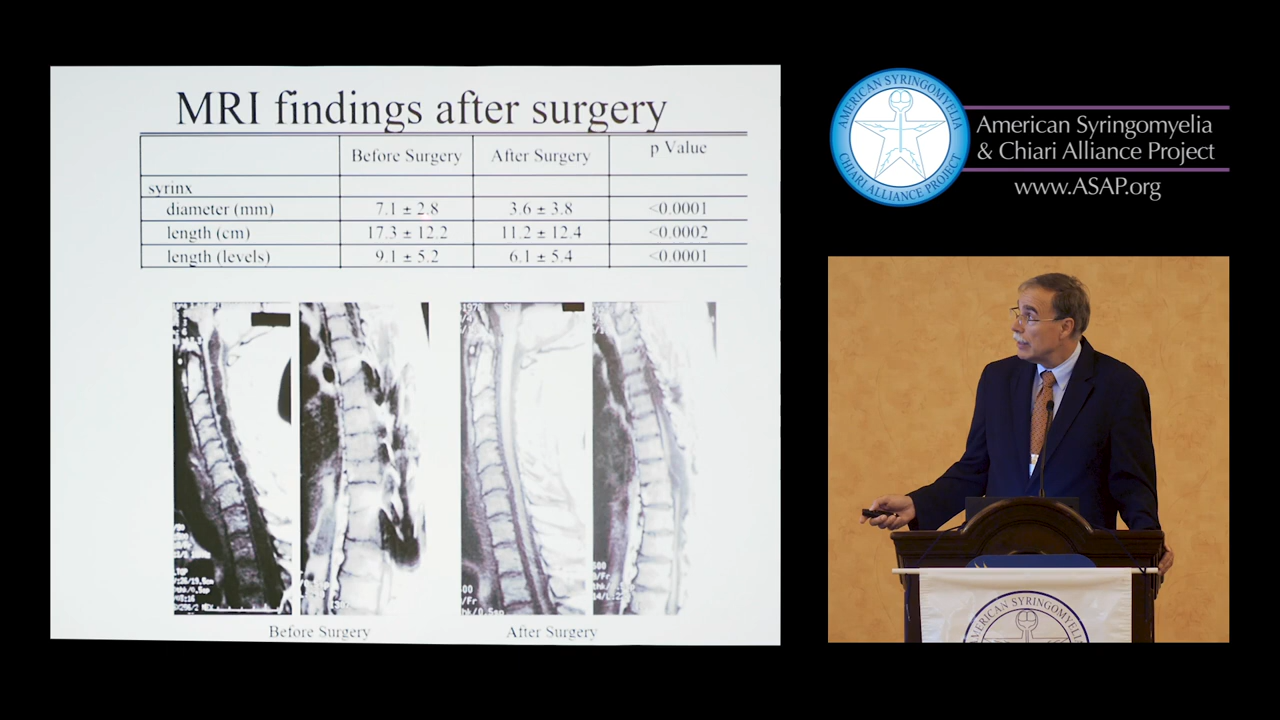 MRI findings after surgery
Before Surgery After Surgery p Value
syrinx
diameter (mm) 7.1 ± 2.8 3.6 ± 3.8 <0.0001
length (cm) 17.3 ± 12.2 11.2 ± 12.4 <0.0002
length (levels) 9.1 ± 5.2 6.1 ± 5.4 <0.0001
Before Surgery After Surgery
AMERICAN SYRINGOMYELIA
CHIARI ALLIANCE PROJECT
American Syringomyelia
& Chiari Alliance Project
www.ASAP.org
AMERICAN SYRINGOMYELIA